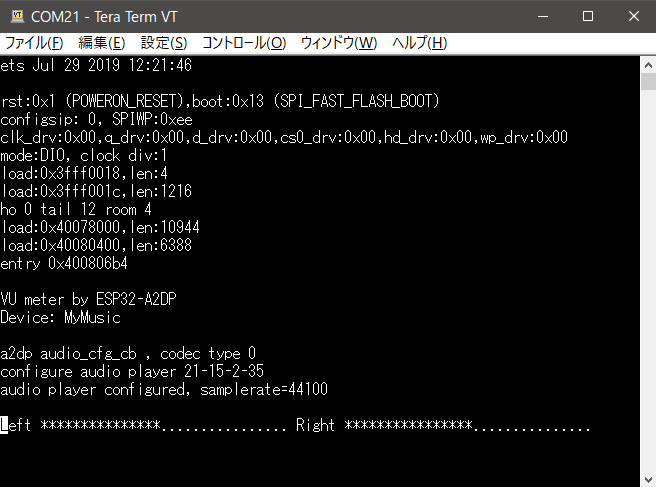 COM21 - Tera Term VT
ファイル(F) 編集(E) 設定(S) コントロール(O) ウィンドウ(W) ヘルプ(H)
ets Jul 29 2019 12:21:46
rst:0x1 (POWERON_RESET),boot:0x13 (SPI_FAST_FLASH_BOOT)
configsip: 0, SPIWP:0xee
clk_drv:0x00,q_drv:0x00,d_drv:0x00,cs0_drv:0x00,hd_drv:0x00,wp_drv:0x00
mode:DIO, clock div:1
load:0x3fff0018,len:4
load:0x3fff001c,len:1216
ho 0 tail 12 room 4
load:0x40078000,len:10944
load:0x40080400,len:6388
entry 0x400806b4
VU meter by ESP32-A2DP
Device: MyMusic
a2dp audio_cfg_cb , codec type 0
configure audio player 21-15-2-35
audio player configured, samplerate=44100
Left ***************................ Right ****************...............